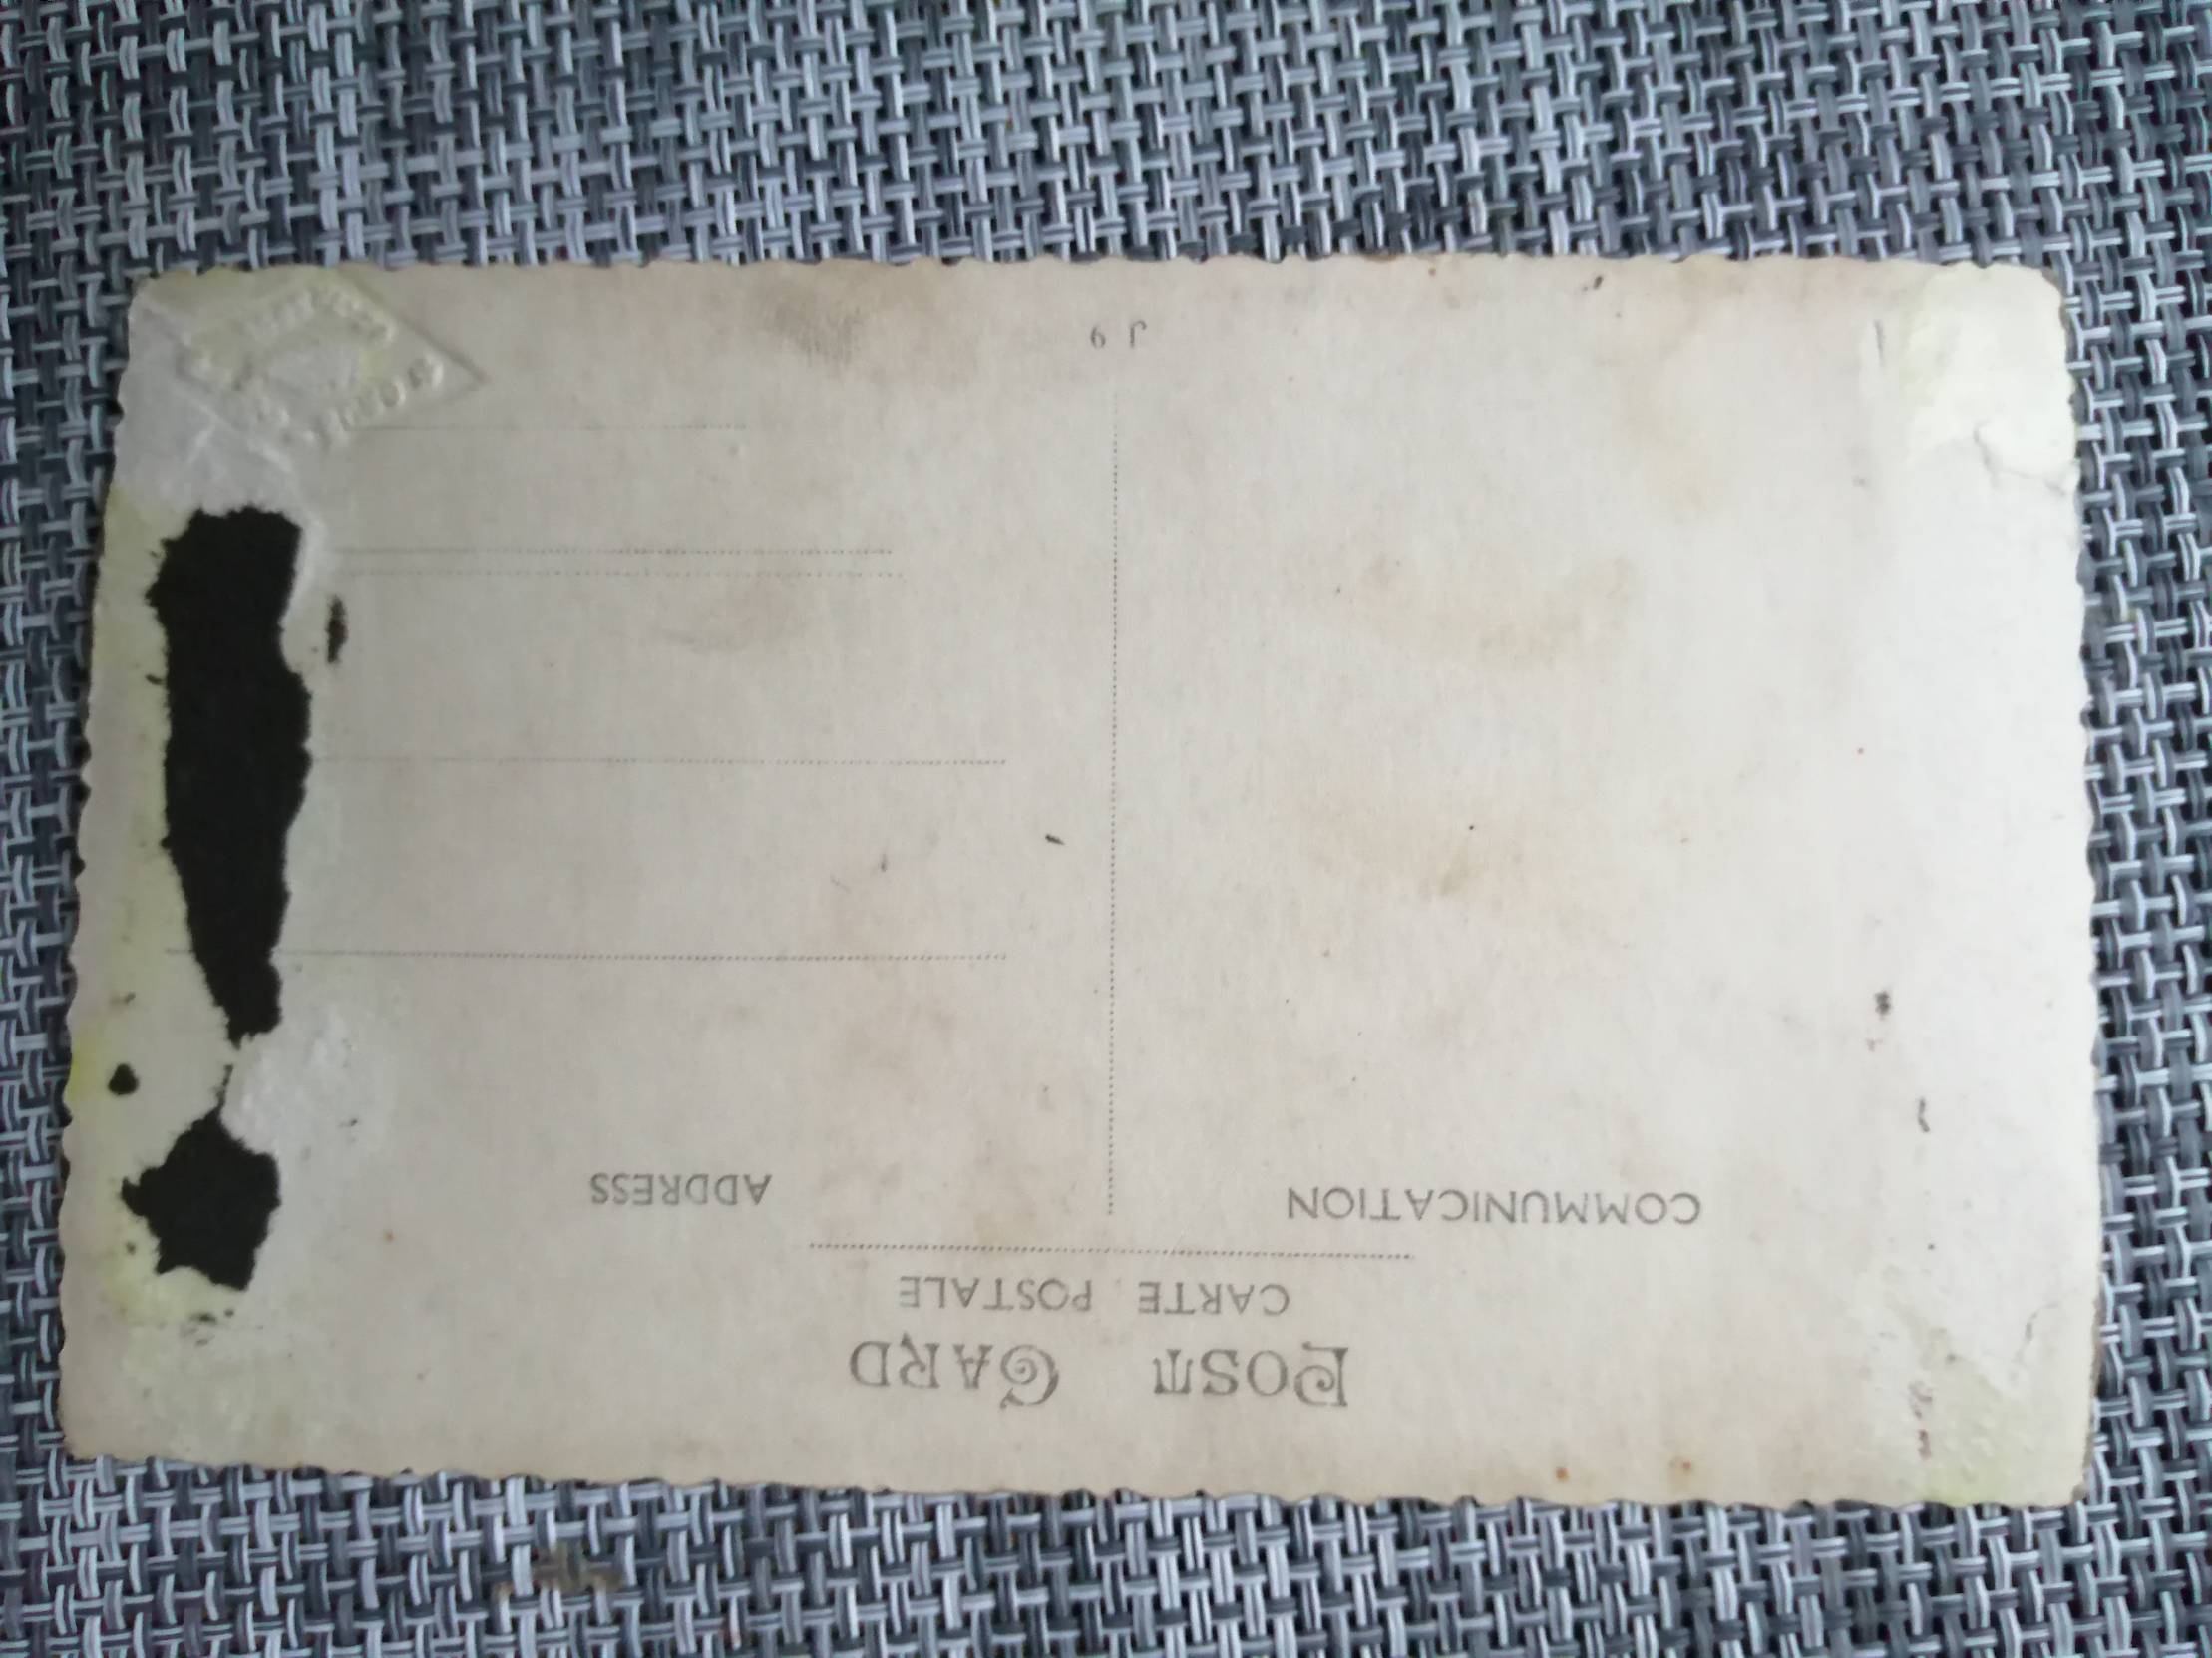 POST CARD
CARTE POSTALE
COMMUNICATION
ADDRESS
J 9